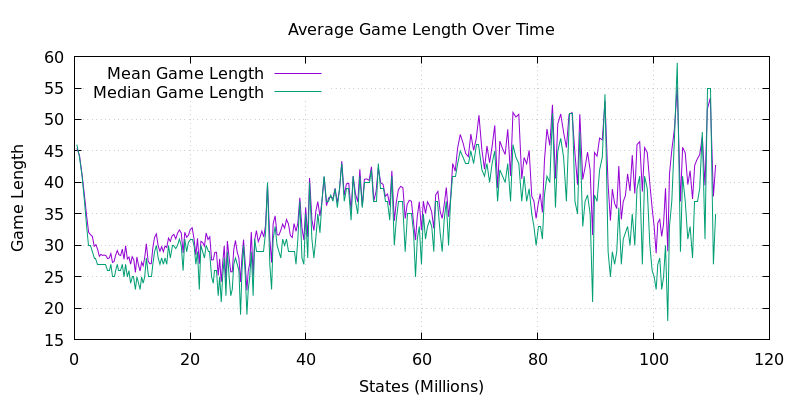 Average Game Length Over Time
Mean Game Length
Median Game Length
60
55
50
45
40
35
30
25
20
15
Game Length
0 20 40 60 80 100 120
States (Millions)